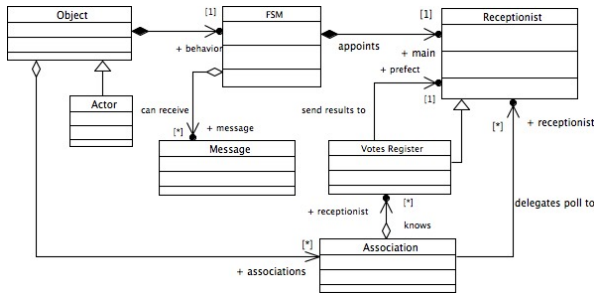 Object
[1]
FSM
[1]
Receptionist
+ behavior
appoints
+ main
+ prefect
Actor
can receive
send results to
[1]
[*]
+ message
[*]
+ receptionist
Message
Votes Register
+ receptionist
[*]
delegates poll to
knows
[*]
Association
+ associations